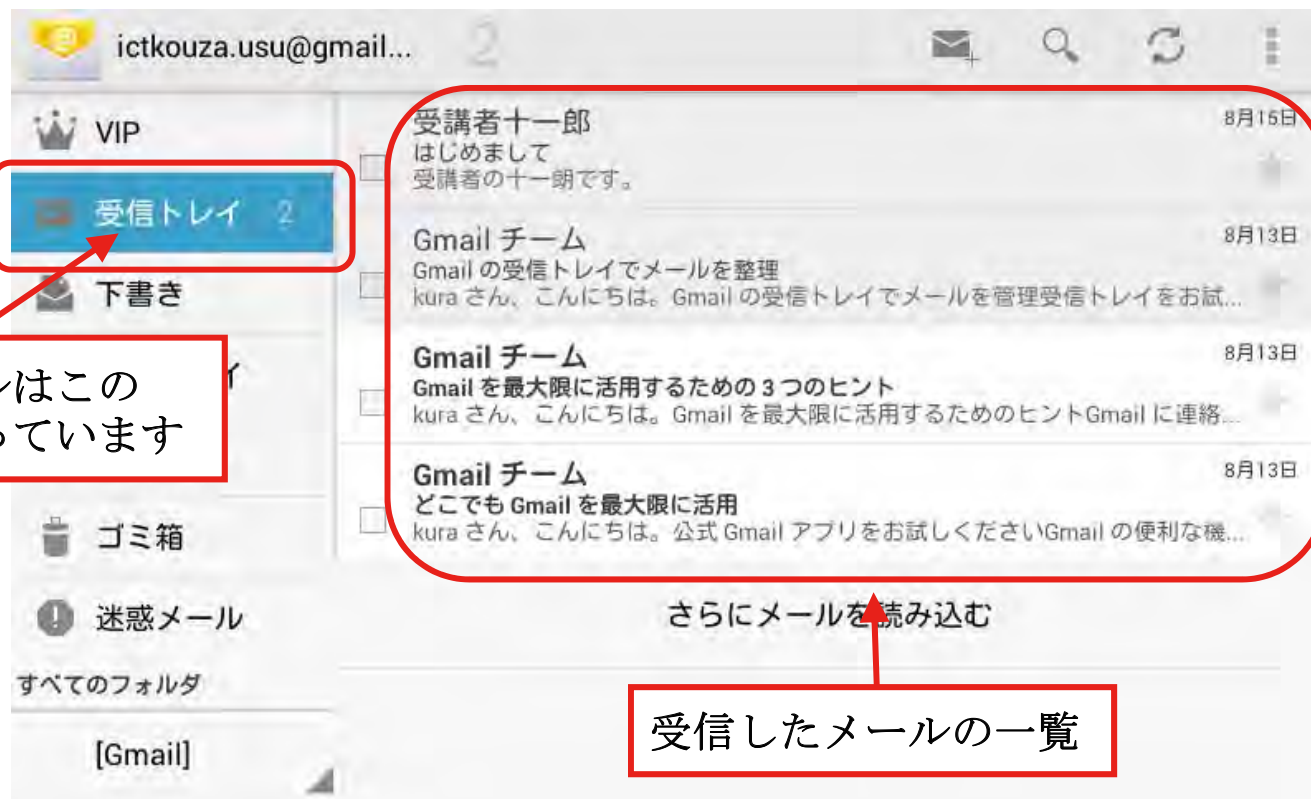 ictkouza.usu@gmail...
2
VIP
受信トレイ 2
下書き
ゴミ箱
迷惑メール
すべてのフォルダ
[Gmail]
ルはこの
っています
受講者十一郎
8月15日
はじめまして
受講者の十一朗です。
Gmail チーム
8月13日
Gmail の受信トレイでメールを整理
kura さん、こんにちは。Gmail の受信トレイでメールを管理受信トレイをお試...
Gmail チーム
8月13日
Gmail を最大限に活用するための 3 つのヒント
kura さん、こんにちは。Gmail を最大限に活用するためのヒントGmail に連絡...
Gmail チーム
8月13日
どこでも Gmail を最大限に活用
kura さん、こんにちは。公式 Gmail アプリをお試しくださいGmail の便利な機...
さらにメールを読み込む
受信したメールの一覧